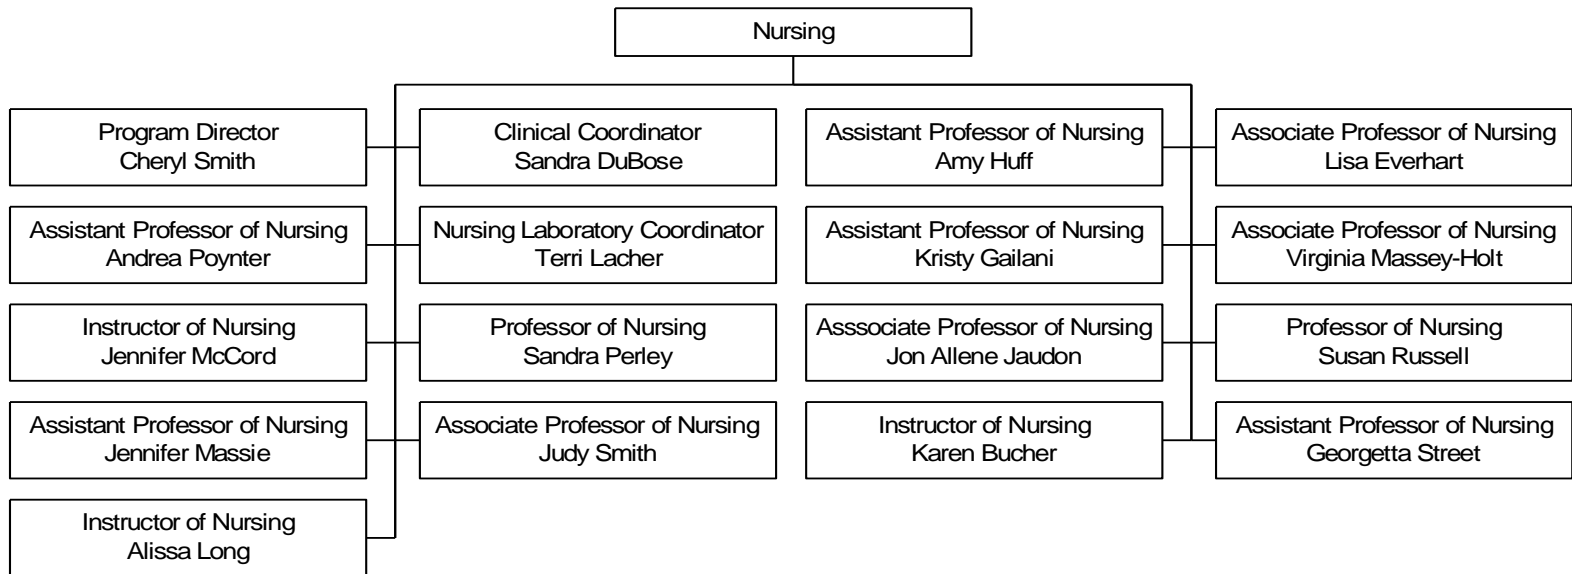 Nursing
Program Director
Cheryl Smith
Clinical Coordinator
Sandra DuBose
Assistant Professor of Nursing
Amy Huff
Associate Professor of Nursing
Lisa Everhart
Assistant Professor of Nursing
Andrea Poynter
Nursing Laboratory Coordinator
Terri Lacher
Assistant Professor of Nursing
Kristy Gailani
Associate Professor of Nursing
Virginia Massey-Holt
Instructor of Nursing
Jennifer McCord
Professor of Nursing
Sandra Perley
Asssociate Professor of Nursing
Jon Allene Jaudon
Professor of Nursing
Susan Russell
Assistant Professor of Nursing
Jennifer Massie
Associate Professor of Nursing
Judy Smith
Instructor of Nursing
Karen Bucher
Assistant Professor of Nursing
Georgetta Street
Instructor of Nursing
Alissa Long